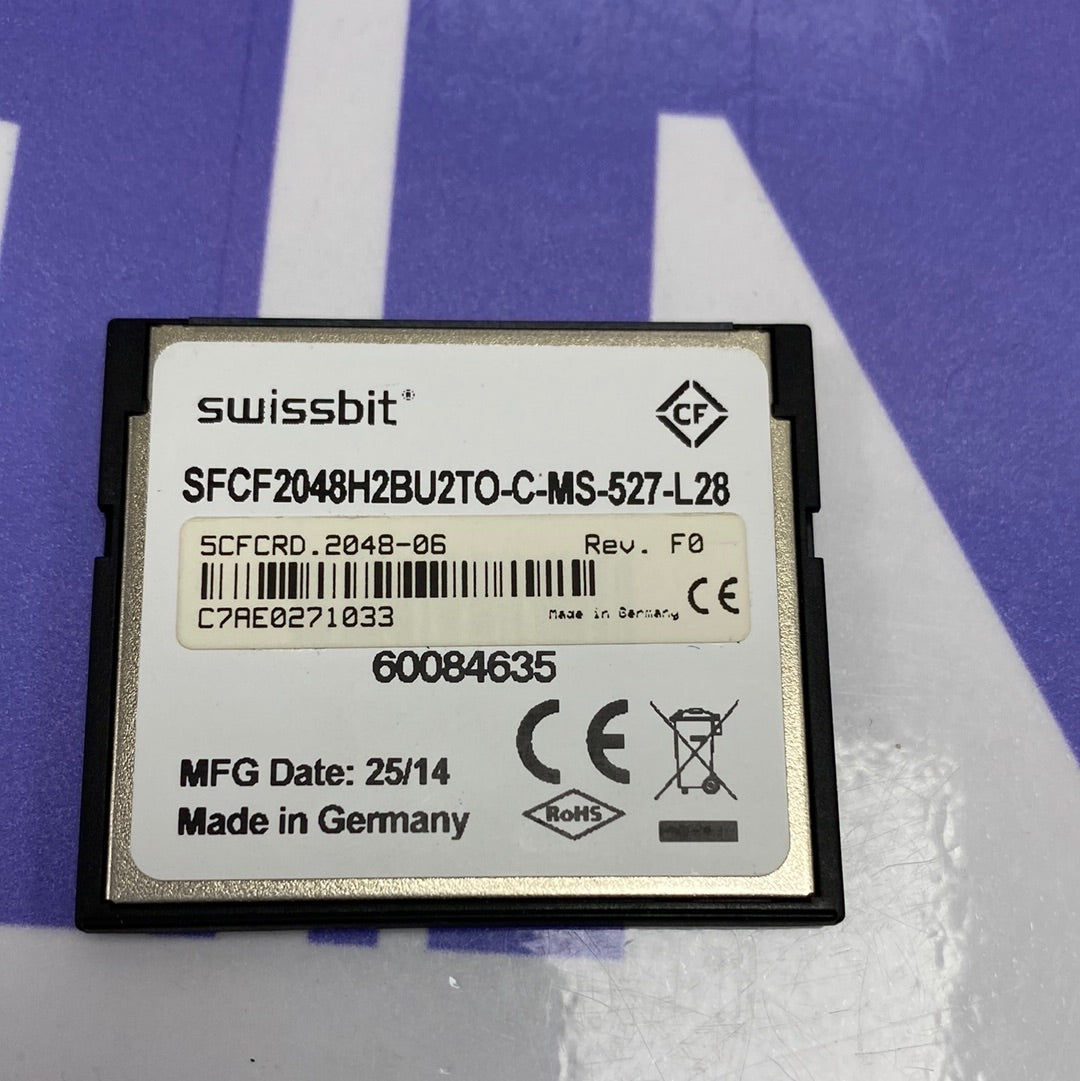 swissbit®
CF
SFCF2048H2BU2TO-C-MS-527-L28
5CFCRD.2048-06 Rev. F0
C7AE0271033 Made in Germany CE
60084635
CE
MFG Date: 25/14
RoHS
Made in Germany